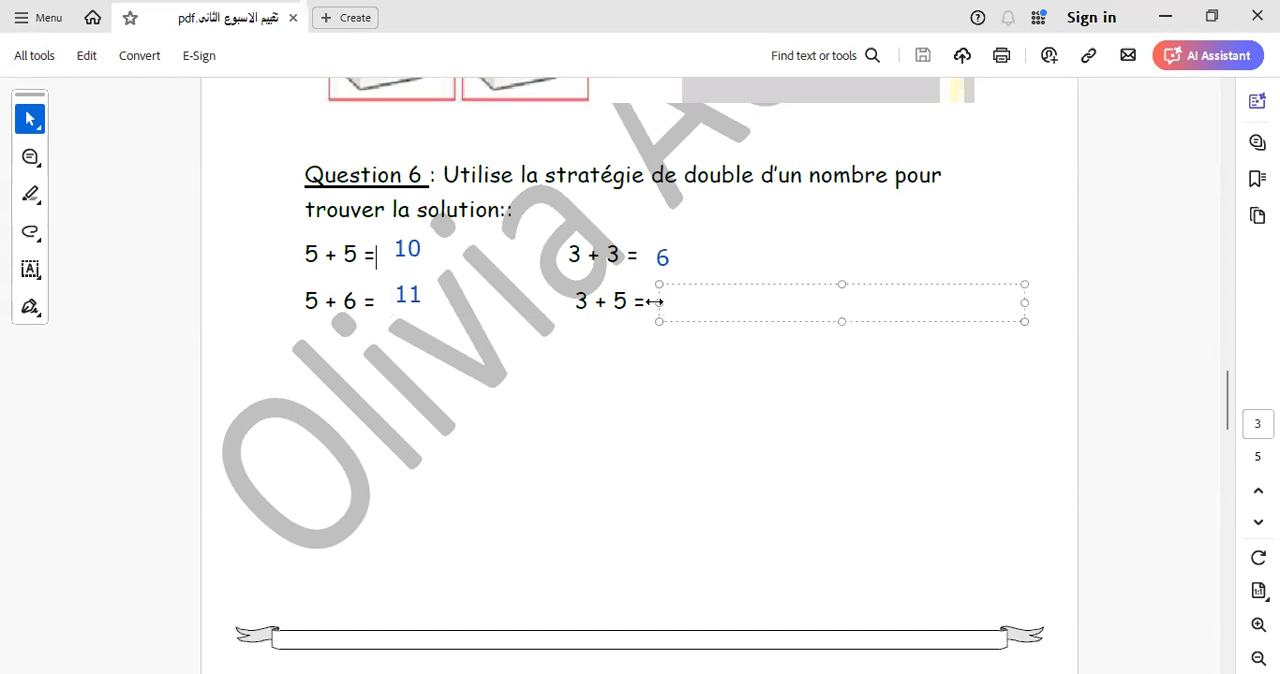 Menu
تقييم الاسبوع الثاني.pdf
Create
Sign in
All tools Edit Convert E-Sign
Find text or tools
AI Assistant
Question 6 : Utilise la stratégie de double d'un nombre pour
trouver la solution::
5 + 5 = 10 3 + 3 = 6
5 + 6 = 11 3 + 5 =
Olivia
3
5